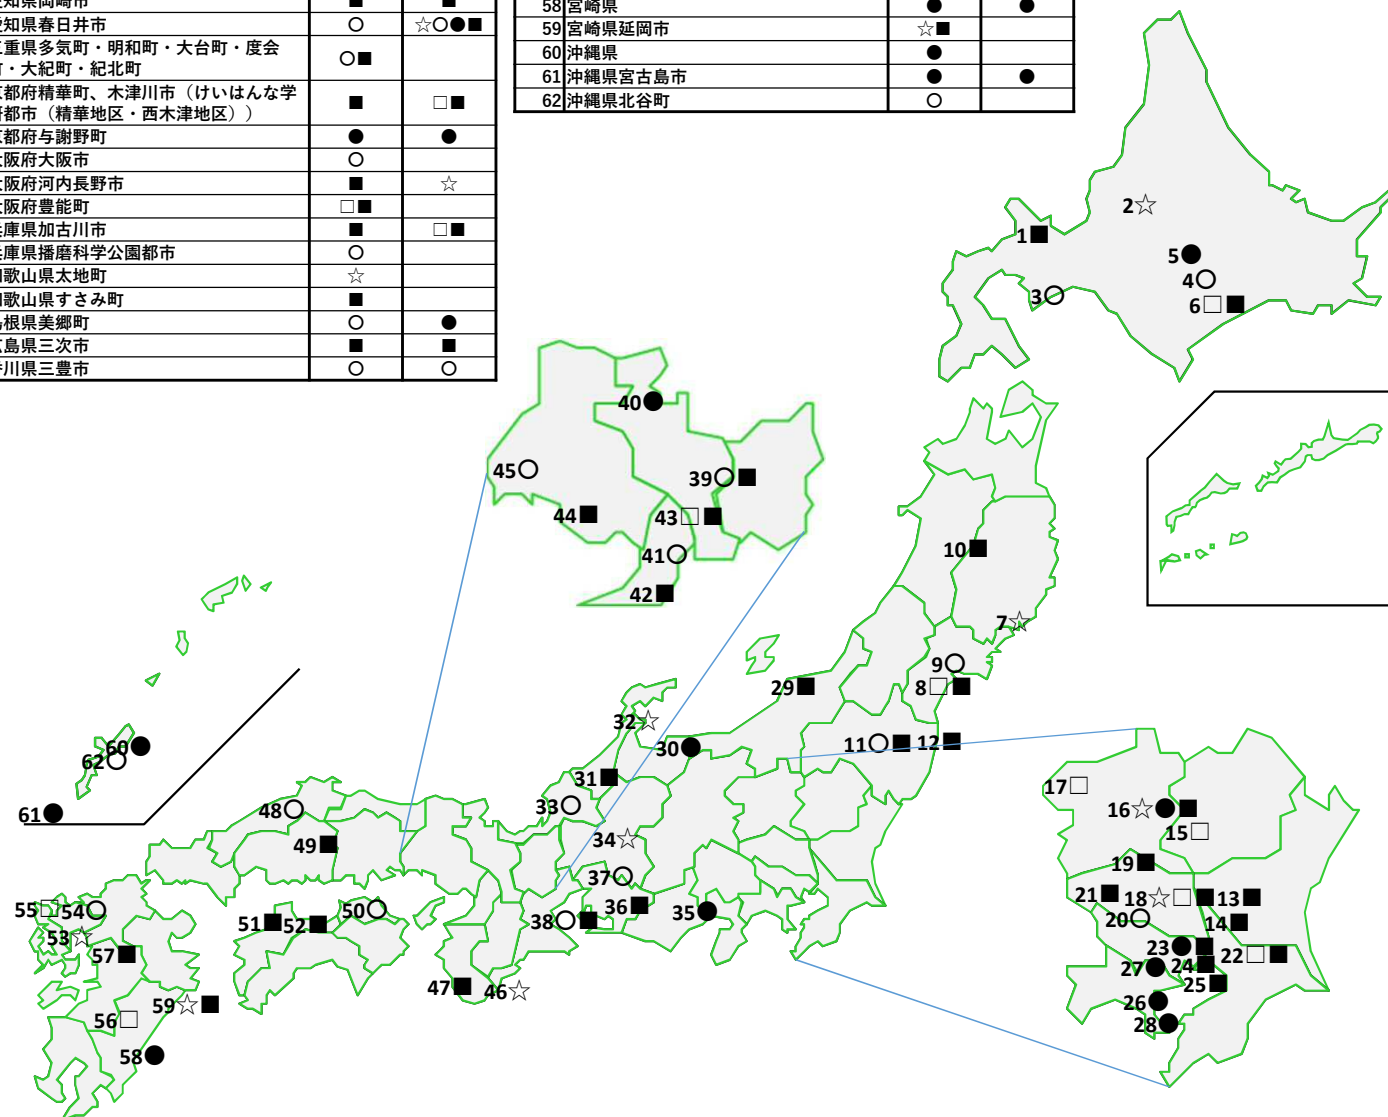 知県岡崎市 ■ ■
知県春日井市 ○ ☆○●■
重県多気町・明和町・大台町・度会
・大紀町・紀北町 ○■
都府精華町、木津川市（けいはんな学
都市（精華地区・西木津地区）） ■ □■
都府与謝野町 ● ●
阪府大阪市 ○
阪府河内長野市 ■ ☆
阪府豊能町 □■
庫県加古川市 ■ □■
庫県播磨科学公園都市 ○
歌山県太地町 ☆
歌山県すさみ町 ■
根県美郷町 ○ ●
島県三次市 ■ ■
川県三豊市 ○ ○
58 宮崎県 ● ●
59 宮崎県延岡市 ☆■
60 沖縄県 ●
61 沖縄県宮古島市 ● ●
62 沖縄県北谷町 ○
2☆
1■
5●
4○
3○
6□■
40●
45○
39○■
44■
43□■
41○
42■
10■
7☆
9○
8□■
29■
32☆
30●
11○■
12■
31■
33○
34☆
37○
36■
35●
38○■
60●
62○
61●
48○
49■
50○
51■
52■
55□
54○
53☆
57■
47■
46☆
59☆■
56□
58●
17□
16☆●■
15□
19■
21■
18☆□■
13■
20○
14■
23●■
22□■
27●
24■
25■
26●
28●